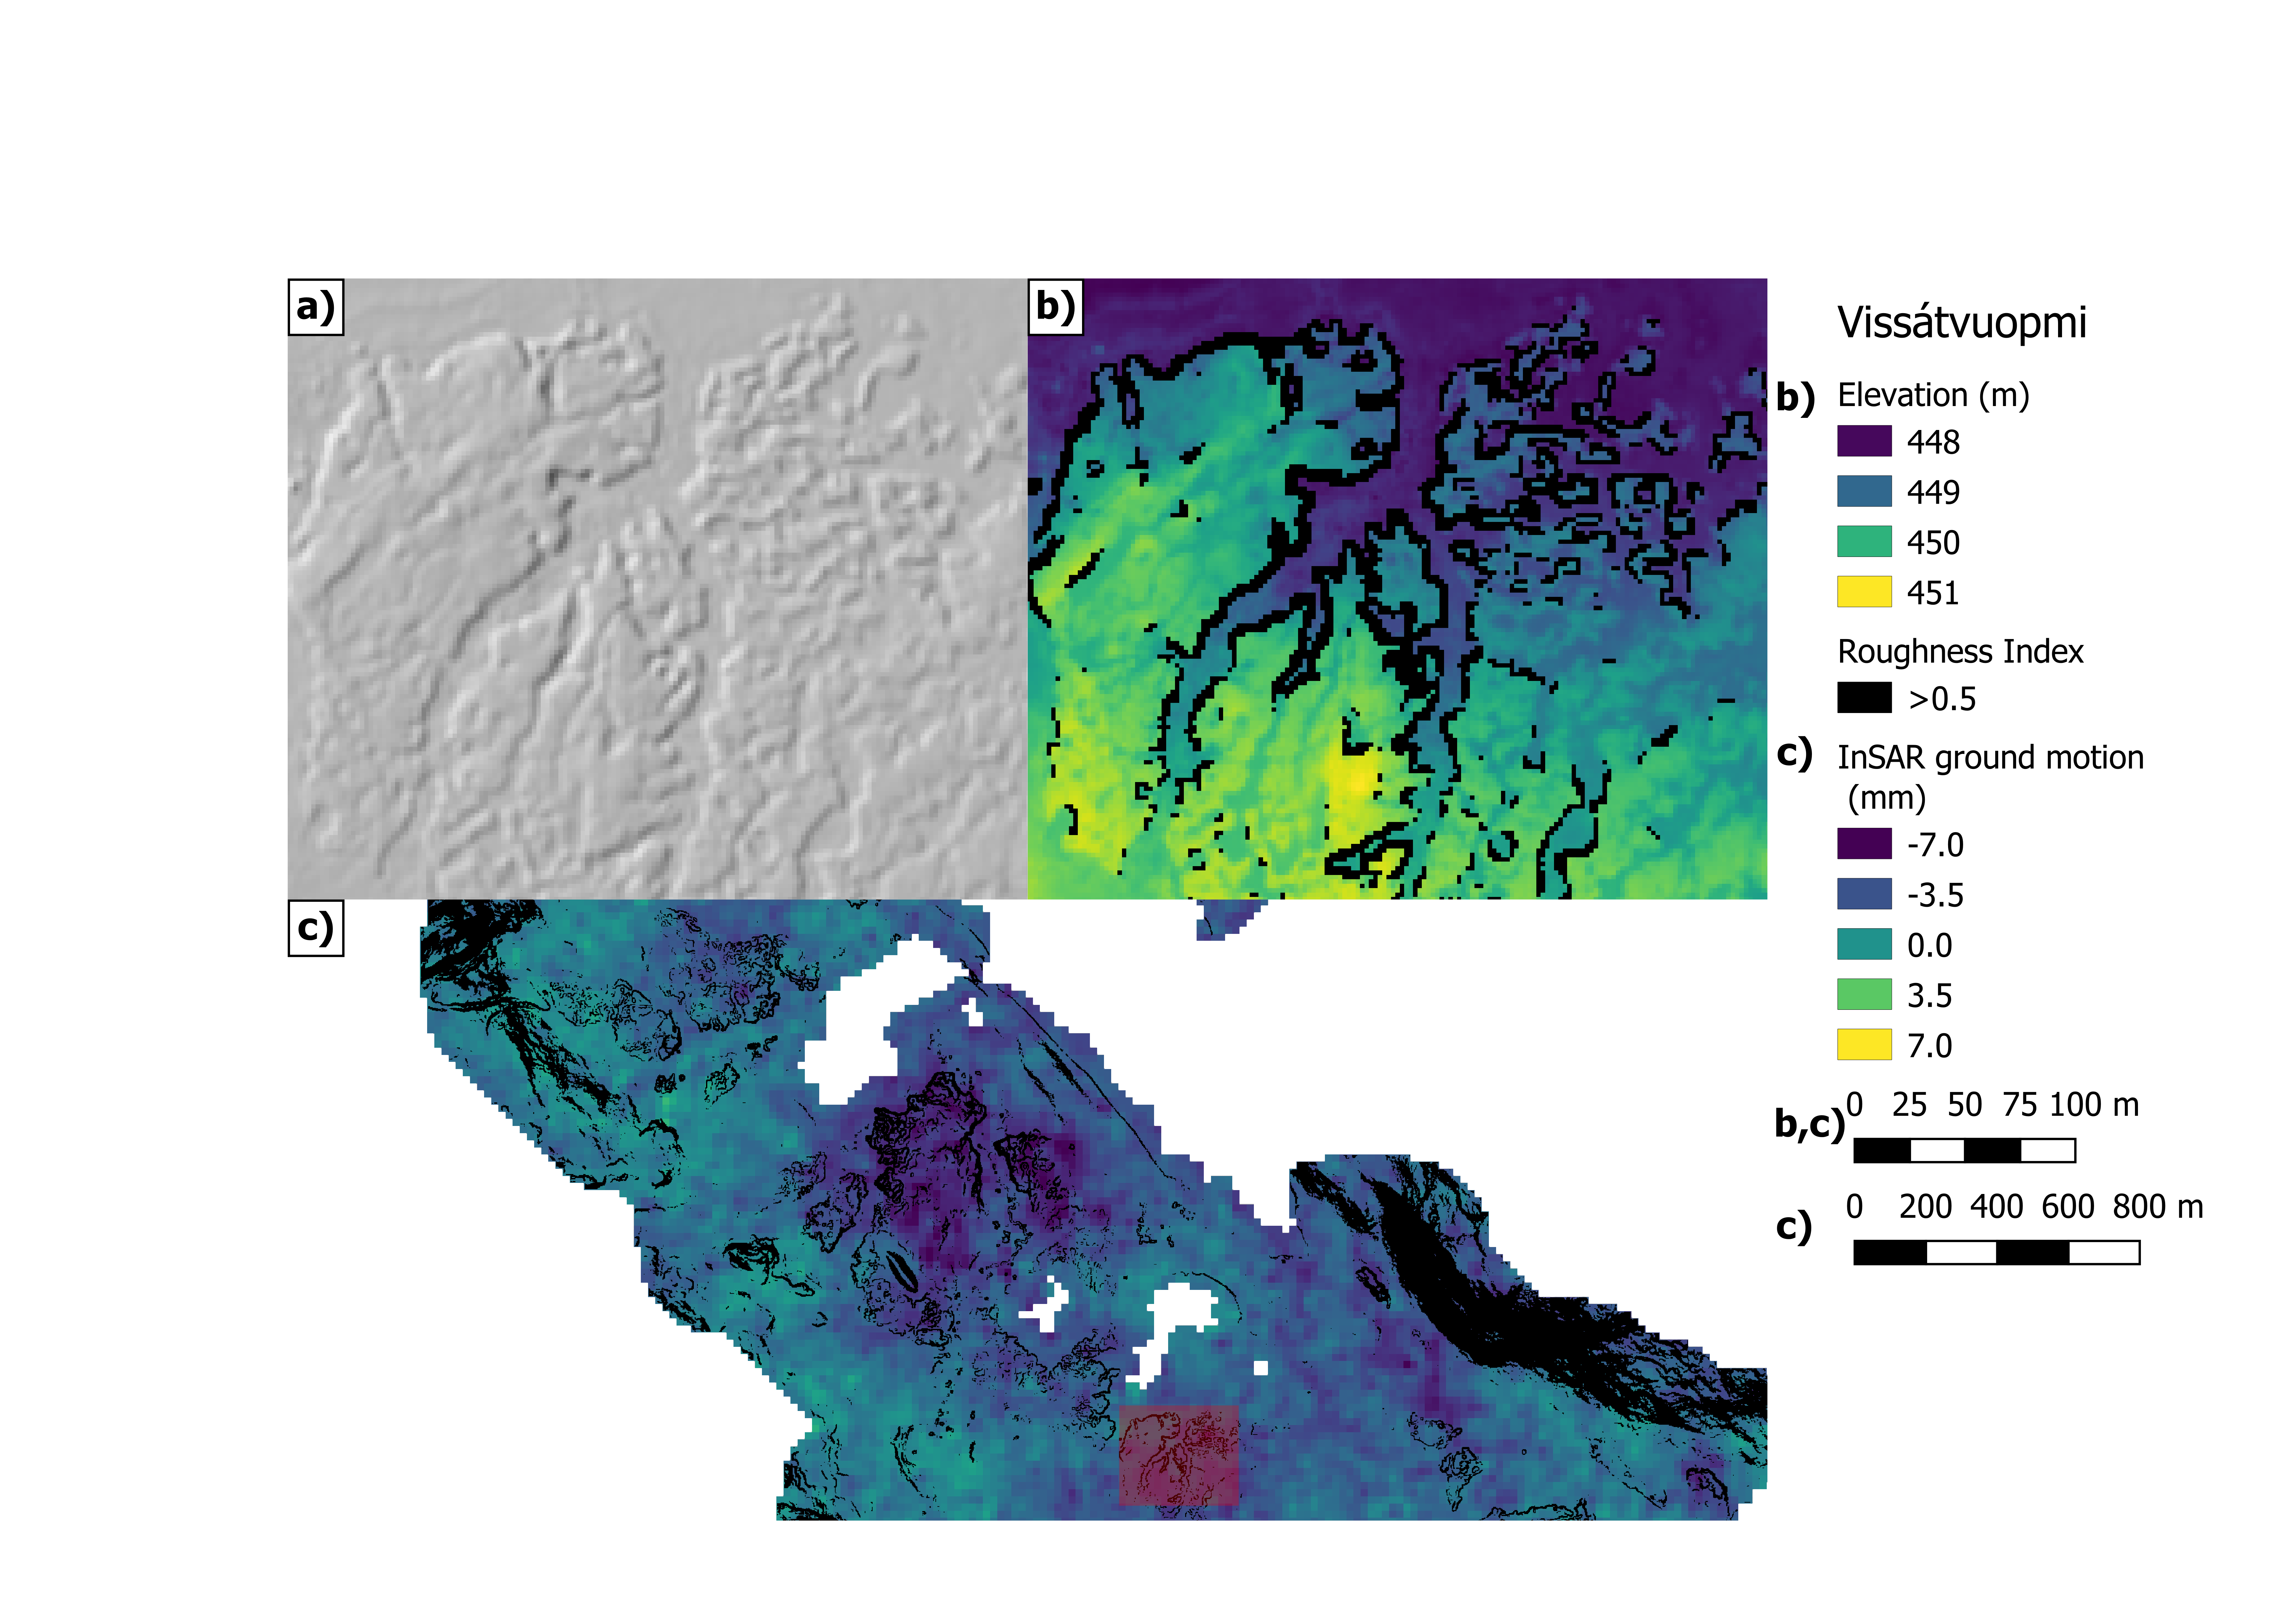 a)
b)
Vissátvuopmi
b) Elevation (m)
448
449
450
451
Roughness Index
>0.5
c) InSAR ground motion
(mm)
-7.0
-3.5
0.0
3.5
7.0
0 25 50 75 100 m
b,c)
0 200 400 600 800 m
c)
c)